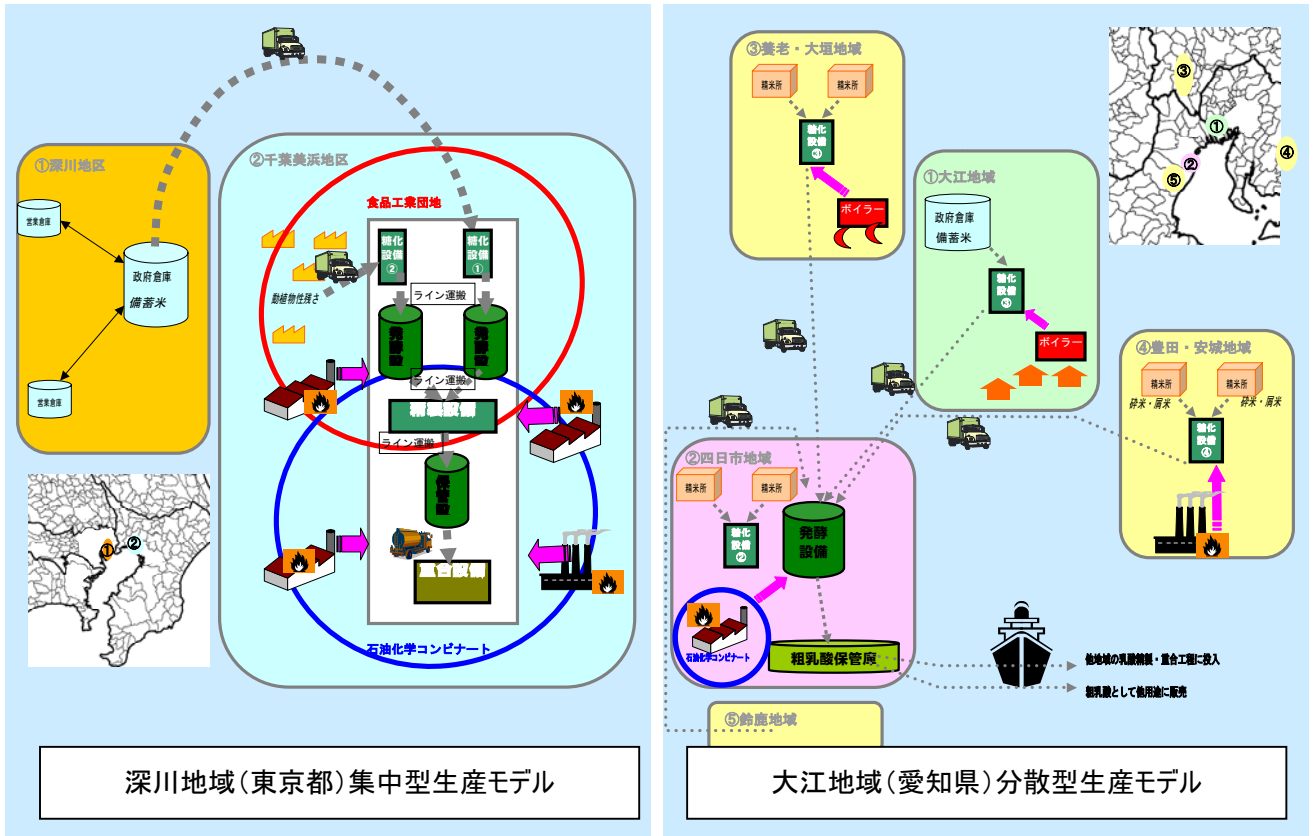 ①深川地区
営業倉庫
政府倉庫
備蓄米
営業倉庫
①
②
②千葉美浜地区
食品工業団地
糖化
設備
②
糖化
設備
①
動植物性残さ
ライン運搬
ライン運搬
ライン運搬
石油化学コンビナート
深川地域(東京都)集中型生産モデル
③養老・大垣地域
精米所
精米所
糖化
設備
③
ボイラー
③
①
②
④
⑤
①大江地域
政府倉庫
備蓄米
糖化
設備
③
ボイラー
④豊田・安城地域
精米所
精米所
砕米・屑米
砕米・屑米
糖化
設備
④
②四日市地域
精米所
精米所
糖化
設備
②
発酵
設備
石油化学コンビナート
粗乳酸保管庫
他地域の乳酸精製・重合工程に投入
粗乳酸として他用途に販売
⑤鈴鹿地域
大江地域(愛知県)分散型生産モデル